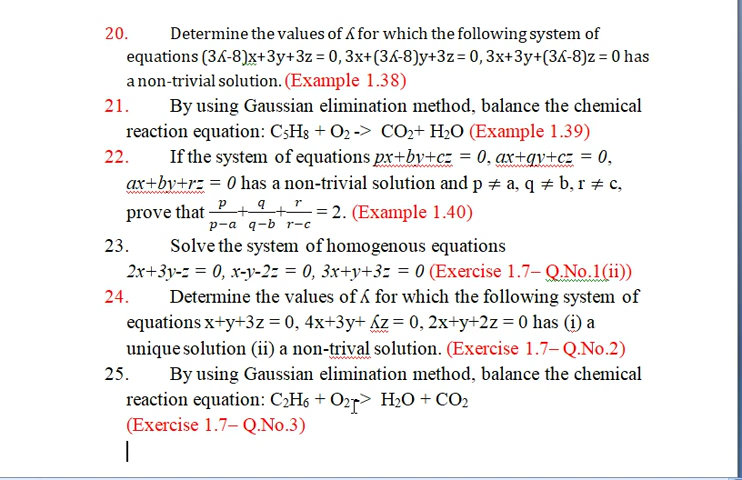 20. Determine the values of ʎ for which the following system of
equations (3ʎ-8)x+3y+3z = 0, 3x+(3ʎ-8)y+3z = 0, 3x+3y+(3ʎ-8)z = 0 has
a non-trivial solution. (Example 1.38)
21. By using Gaussian elimination method, balance the chemical
reaction equation: C₅H₈ + O₂ -> CO₂+ H₂O (Example 1.39)
22. If the system of equations px+by+cz = 0, ax+qy+cz = 0,
ax+by+rz = 0 has a non-trivial solution and p ≠ a, q ≠ b, r ≠ c,
prove that p/(p−a) + q/(q−b) + r/(r−c) = 2. (Example 1.40)
23. Solve the system of homogenous equations
2x+3y-z = 0, x-y-2z = 0, 3x+y+3z = 0 (Exercise 1.7– Q.No.1(ii))
24. Determine the values of ʎ for which the following system of
equations x+y+3z = 0, 4x+3y+ ʎz = 0, 2x+y+2z = 0 has (i) a
unique solution (ii) a non-trival solution. (Exercise 1.7– Q.No.2)
25. By using Gaussian elimination method, balance the chemical
reaction equation: C₂H₆ + O₂-> H₂O + CO₂
(Exercise 1.7– Q.No.3)